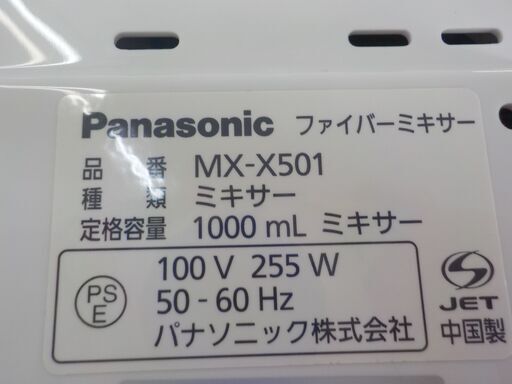 Panasonic ファイバーミキサー
品番 MX-X501
種類 ミキサー
定格容量 1000 mL ミキサー
PS E
100 V 255 W
50 - 60 Hz
パナソニック株式会社
S
JET
中国製